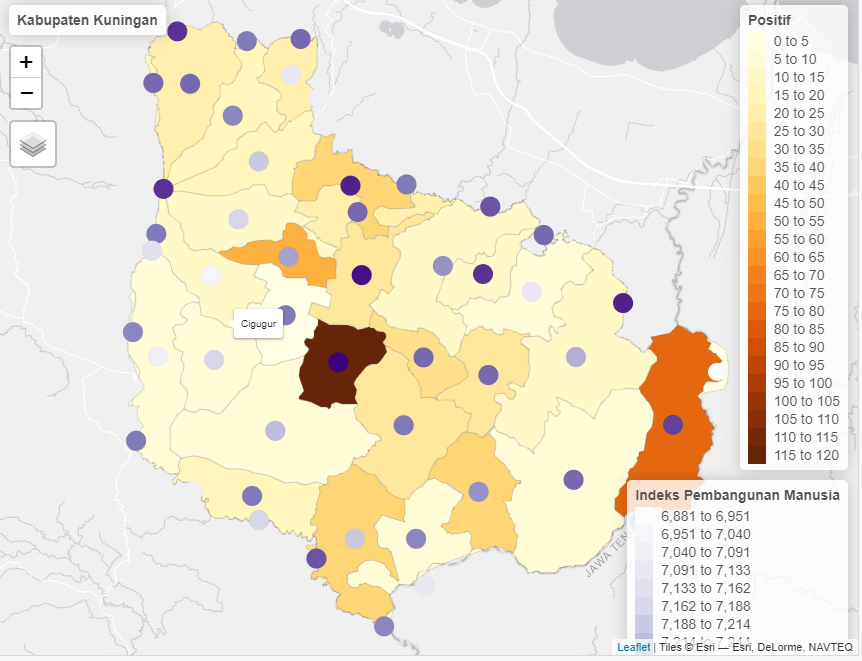 Kabupaten Kuningan
+
−
Cigugur
Positif
0 to 5
5 to 10
10 to 15
15 to 20
20 to 25
25 to 30
30 to 35
35 to 40
40 to 45
45 to 50
50 to 55
55 to 60
60 to 65
65 to 70
70 to 75
75 to 80
80 to 85
85 to 90
90 to 95
95 to 100
100 to 105
105 to 110
110 to 115
115 to 120
Indeks Pembangunan Manusia
6,881 to 6,951
6,951 to 7,040
7,040 to 7,091
7,091 to 7,133
7,133 to 7,162
7,162 to 7,188
7,188 to 7,214
7,214 to 7,244
JAWA TEN
Leaflet | Tiles © Esri — Esri, DeLorme, NAVTEQ